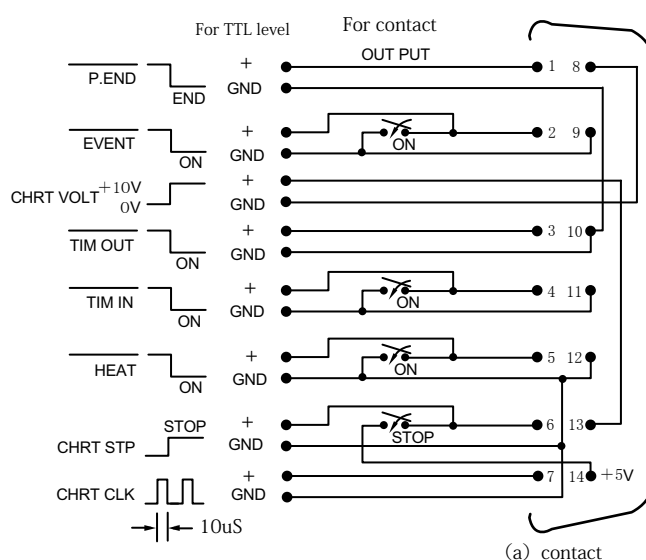 For TTL level For contact
P.END END + OUT PUT 1 8
GND
EVENT ON + ON 2 9
GND
CHRT VOLT +10V 0V +
GND
TIM OUT ON + 3 10
GND
TIM IN ON + ON 4 11
GND
HEAT ON + ON 5 12
GND
CHRT STP STOP + STOP 6 13
GND
CHRT CLK + 7 14 +5V
GND
10uS
(a) contact